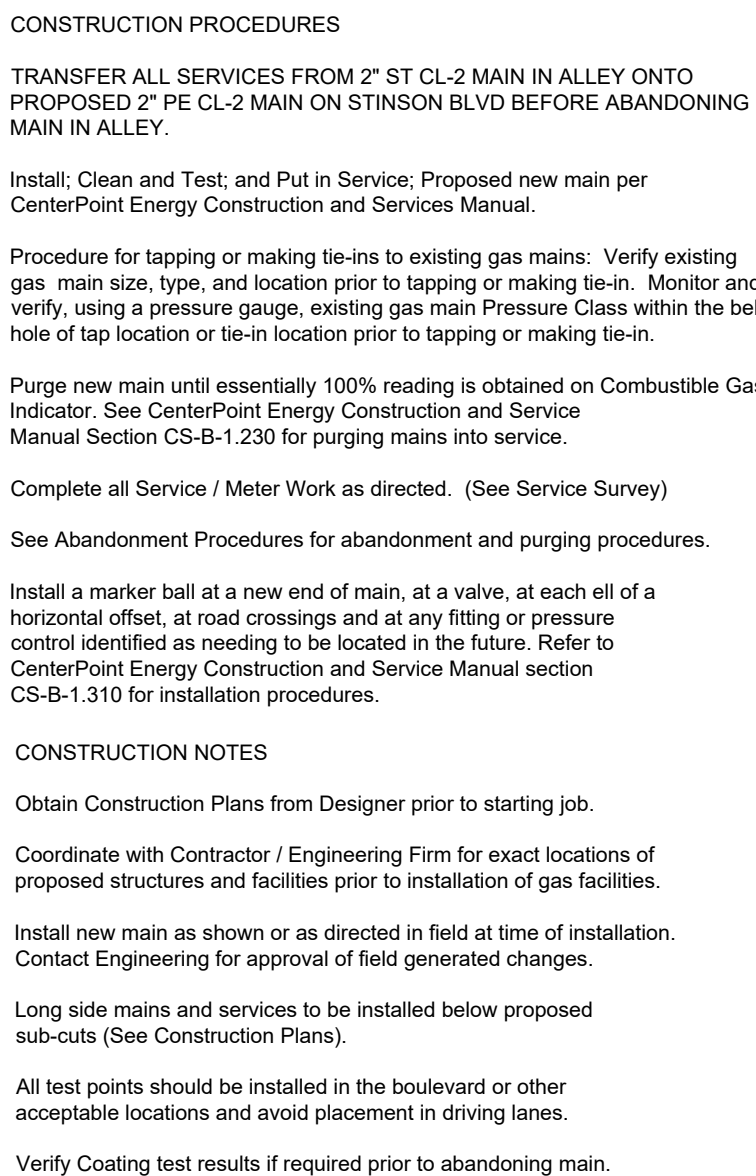 CONSTRUCTION PROCEDURES
TRANSFER ALL SERVICES FROM 2" ST CL-2 MAIN IN ALLEY ONTO
PROPOSED 2" PE CL-2 MAIN ON STINSON BLVD BEFORE ABANDONING
MAIN IN ALLEY.
Install; Clean and Test; and Put in Service; Proposed new main per
CenterPoint Energy Construction and Services Manual.
Procedure for tapping or making tie-ins to existing gas mains: Verify existing
gas main size, type, and location prior to tapping or making tie-in. Monitor and
verify, using a pressure gauge, existing gas main Pressure Class within the bel
hole of tap location or tie-in location prior to tapping or making tie-in.
Purge new main until essentially 100% reading is obtained on Combustible Gas
Indicator. See CenterPoint Energy Construction and Service
Manual Section CS-B-1.230 for purging mains into service.
Complete all Service / Meter Work as directed. (See Service Survey)
See Abandonment Procedures for abandonment and purging procedures.
Install a marker ball at a new end of main, at a valve, at each ell of a
horizontal offset, at road crossings and at any fitting or pressure
control identified as needing to be located in the future. Refer to
CenterPoint Energy Construction and Service Manual section
CS-B-1.310 for installation procedures.
CONSTRUCTION NOTES
Obtain Construction Plans from Designer prior to starting job.
Coordinate with Contractor / Engineering Firm for exact locations of
proposed structures and facilities prior to installation of gas facilities.
Install new main as shown or as directed in field at time of installation.
Contact Engineering for approval of field generated changes.
Long side mains and services to be installed below proposed
sub-cuts (See Construction Plans).
All test points should be installed in the boulevard or other
acceptable locations and avoid placement in driving lanes.
Verify Coating test results if required prior to abandoning main.